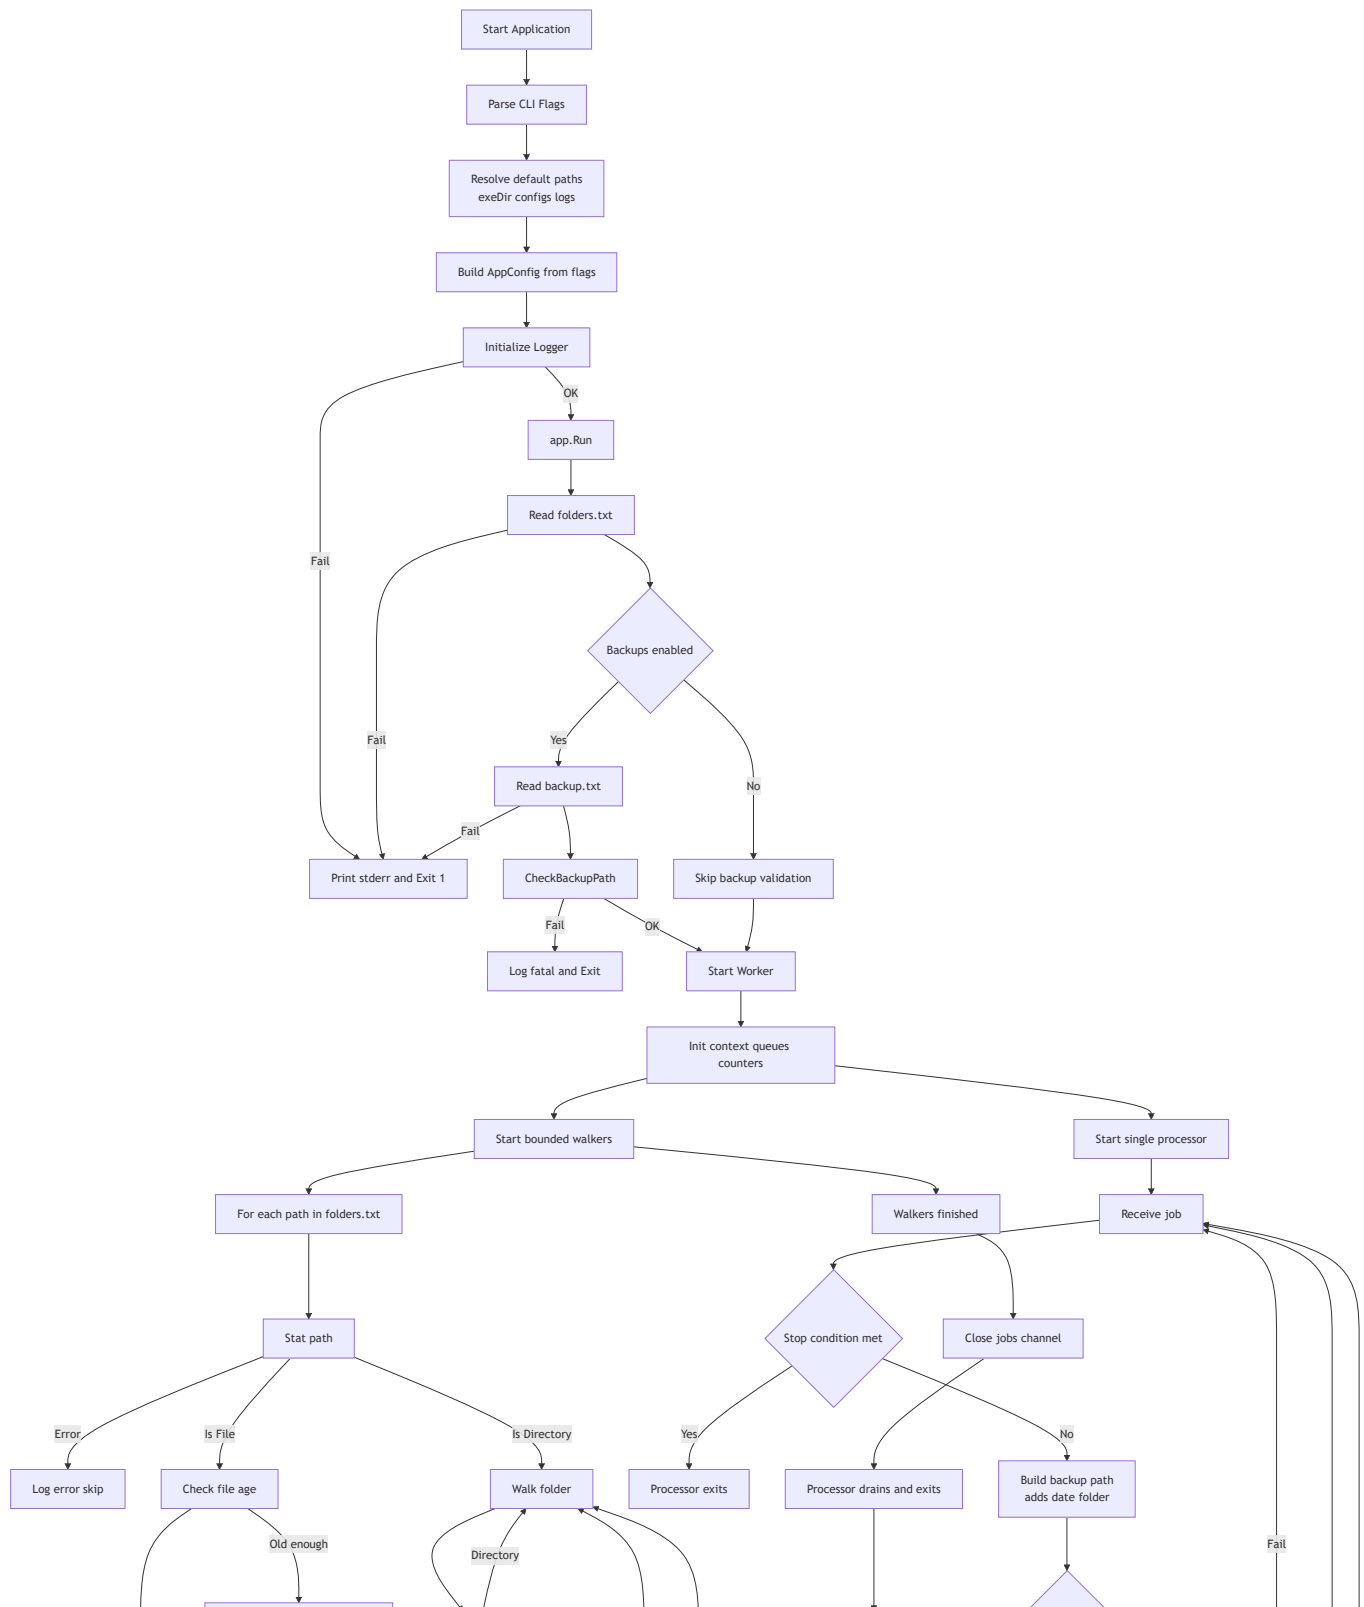 Start Application
Parse CLI Flags
Resolve default paths
exeDir configs logs
Build AppConfig from flags
Initialize Logger
OK
app.Run
Read folders.txt
Fail
Backups enabled
Fail
Yes
Read backup.txt
No
Fail
Print stderr and Exit 1
CheckBackupPath
Skip backup validation
Fail
OK
Log fatal and Exit
Start Worker
Init context queues
counters
Start bounded walkers
Start single processor
For each path in folders.txt
Walkers finished
Receive job
Stat path
Stop condition met
Close jobs channel
Error
Is File
Is Directory
Yes
No
Log error skip
Check file age
Walk folder
Processor exits
Processor drains and exits
Build backup path
adds date folder
Old enough
Directory
Fail